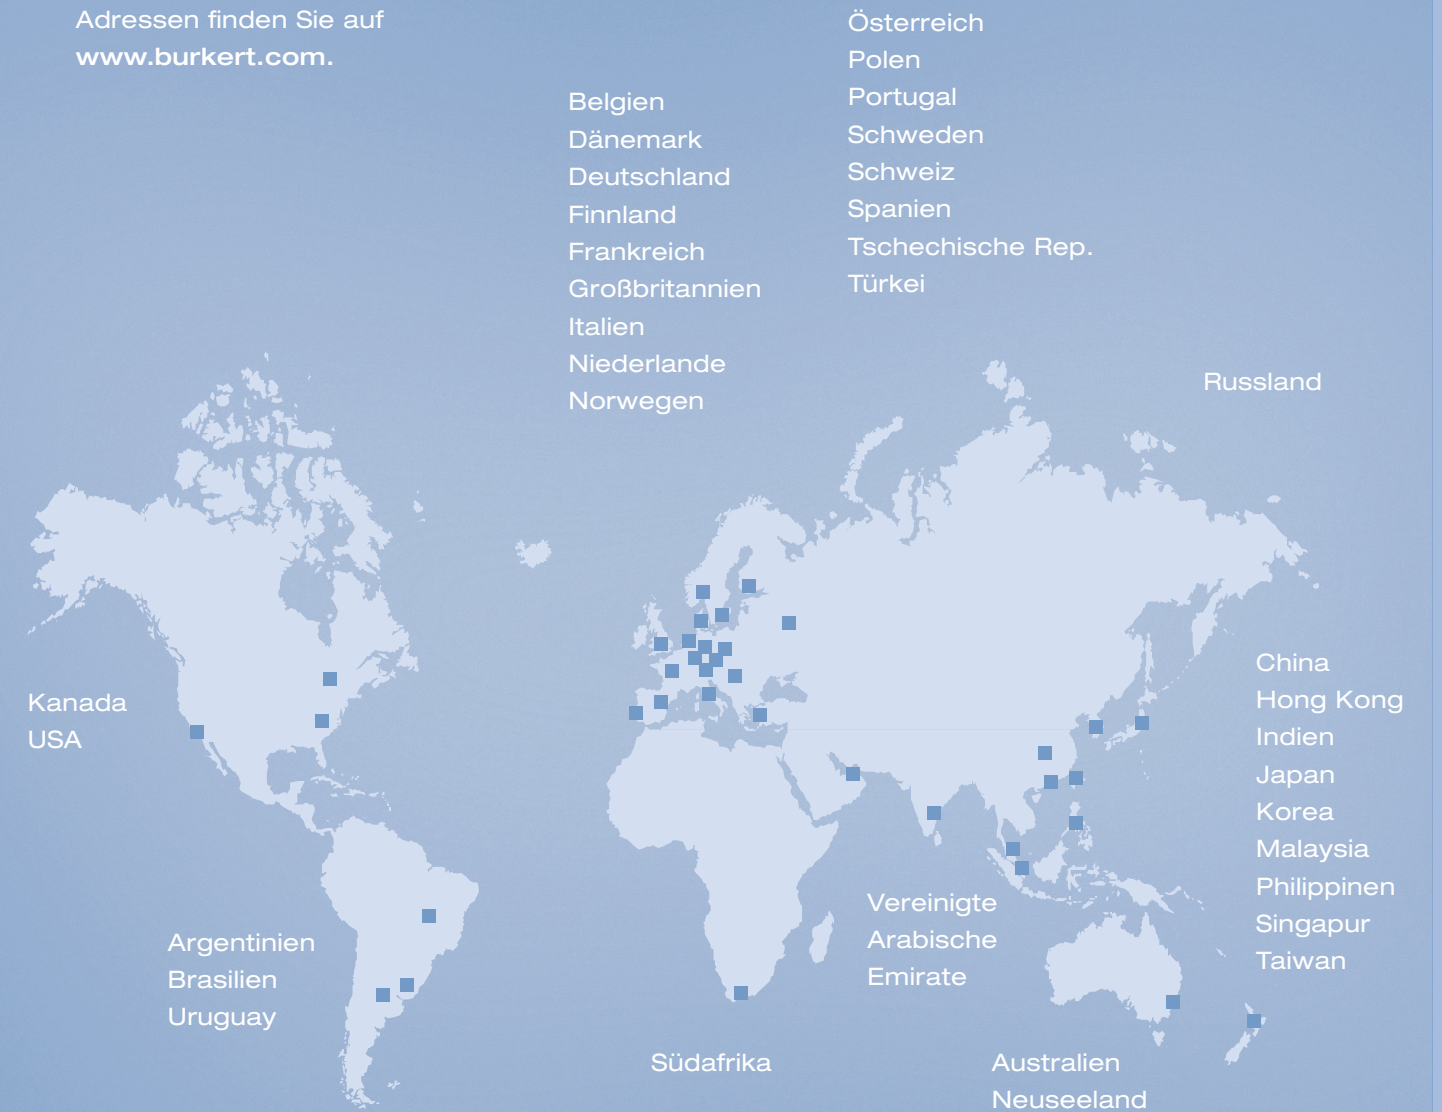 Adressen finden Sie auf
www.burkert.com.
Belgien
Dänemark
Deutschland
Finnland
Frankreich
Großbritannien
Italien
Niederlande
Norwegen
Österreich
Polen
Portugal
Schweden
Schweiz
Spanien
Tschechische Rep.
Türkei
Russland
Kanada
USA
China
Hong Kong
Indien
Japan
Korea
Malaysia
Philippinen
Singapur
Taiwan
Argentinien
Brasilien
Uruguay
Vereinigte
Arabische
Emirate
Südafrika
Australien
Neuseeland